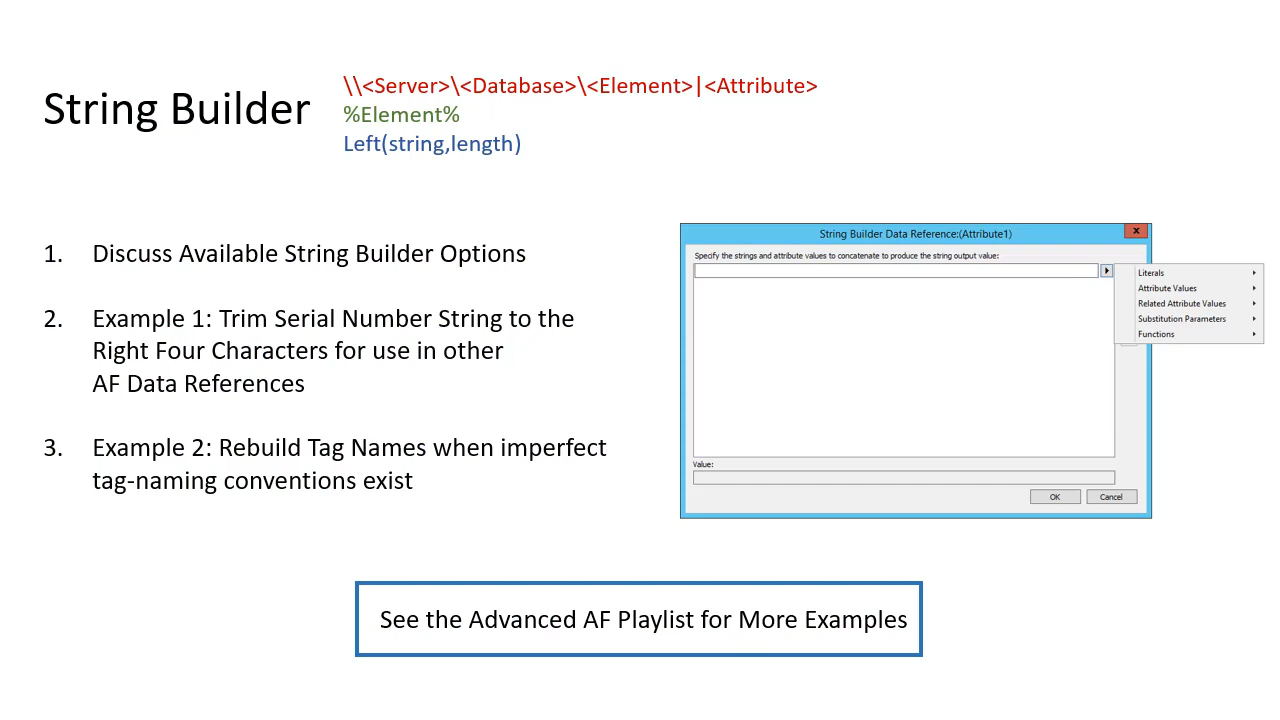 String Builder
\\<Server>\<Database>\<Element>|<Attribute>
%Element%
Left(string,length)
1. Discuss Available String Builder Options
2. Example 1: Trim Serial Number String to the
Right Four Characters for use in other
AF Data References
3. Example 2: Rebuild Tag Names when imperfect
tag-naming conventions exist
String Builder Data Reference:(Attribute1)
x
Specify the strings and attribute values to concatenate to produce the string output value:
Literals
Attribute Values
Related Attribute Values
Substitution Parameters
Functions
Value:
OK
Cancel
See the Advanced AF Playlist for More Examples